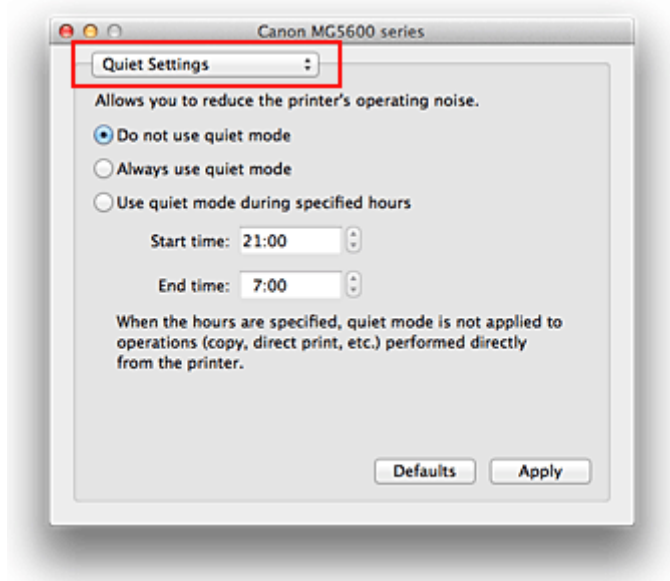 Canon MG5600 series
Quiet Settings
Allows you to reduce the printer's operating noise.
Do not use quiet mode
Always use quiet mode
Use quiet mode during specified hours
Start time: 21:00
End time: 7:00
When the hours are specified, quiet mode is not applied to
operations (copy, direct print, etc.) performed directly
from the printer.
Defaults Apply